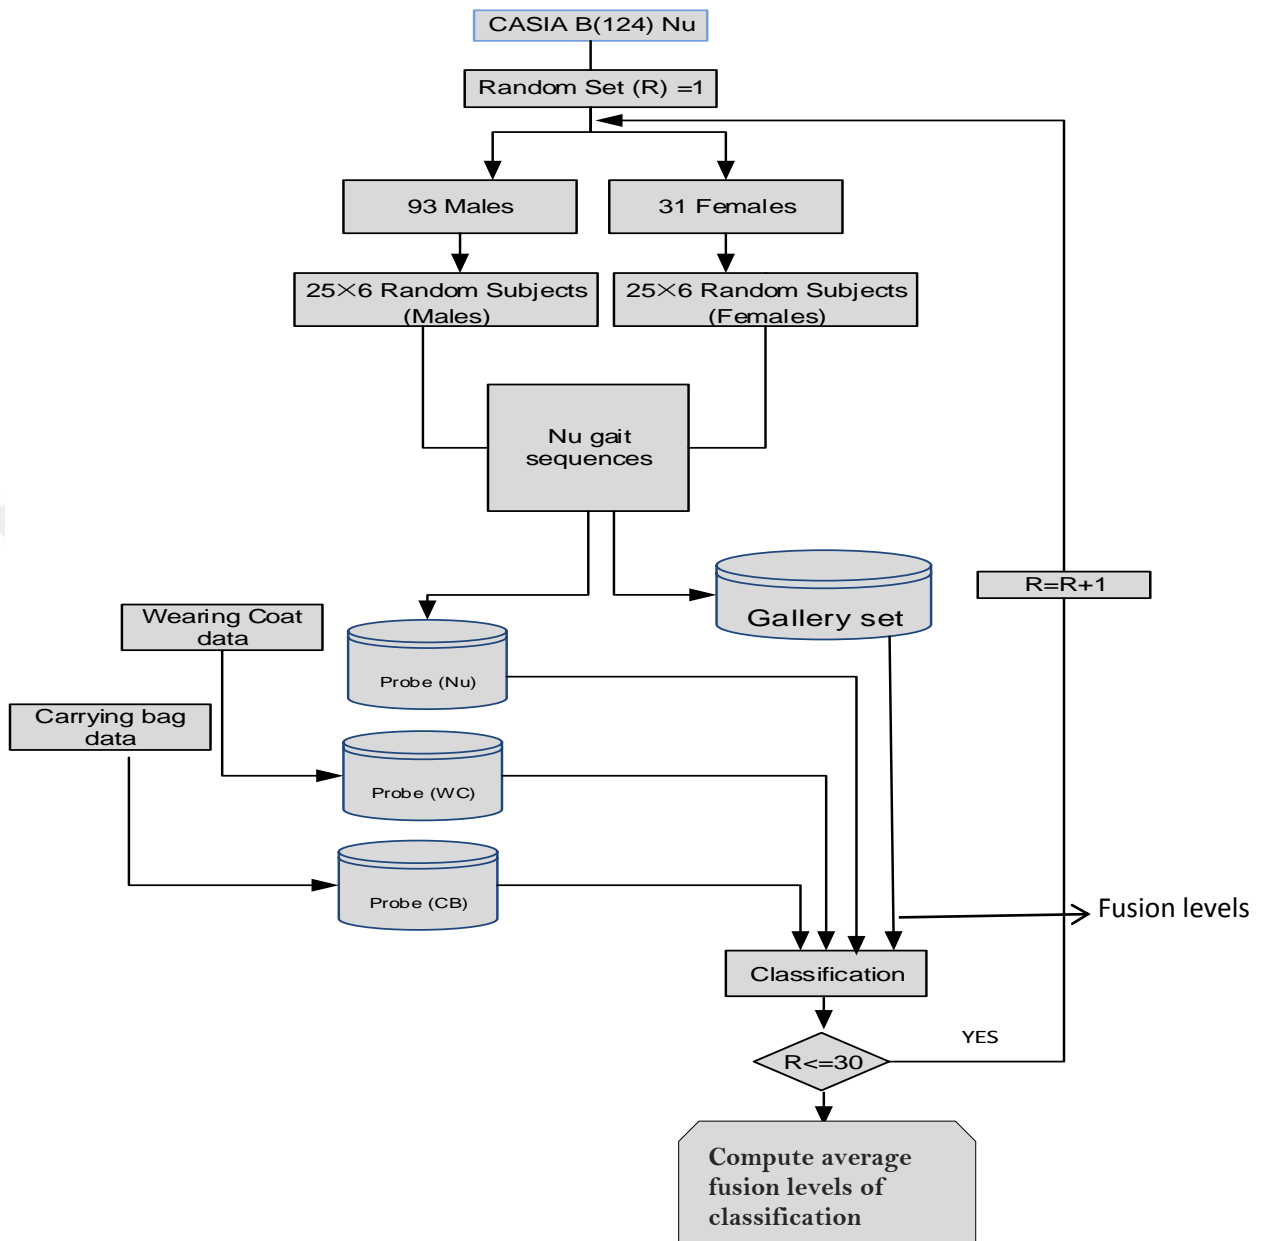 CASIA B(124) Nu
Random Set (R) =1
93 Males
31 Females
25×6 Random Subjects
(Males)
25×6 Random Subjects
(Females)
Nu gait
sequences
Gallery set
R=R+1
Wearing Coat
data
Probe (Nu)
Carrying bag
data
Probe (WC)
Probe (CB)
Fusion levels
Classification
R<=30
YES
Compute average
fusion levels of
classification